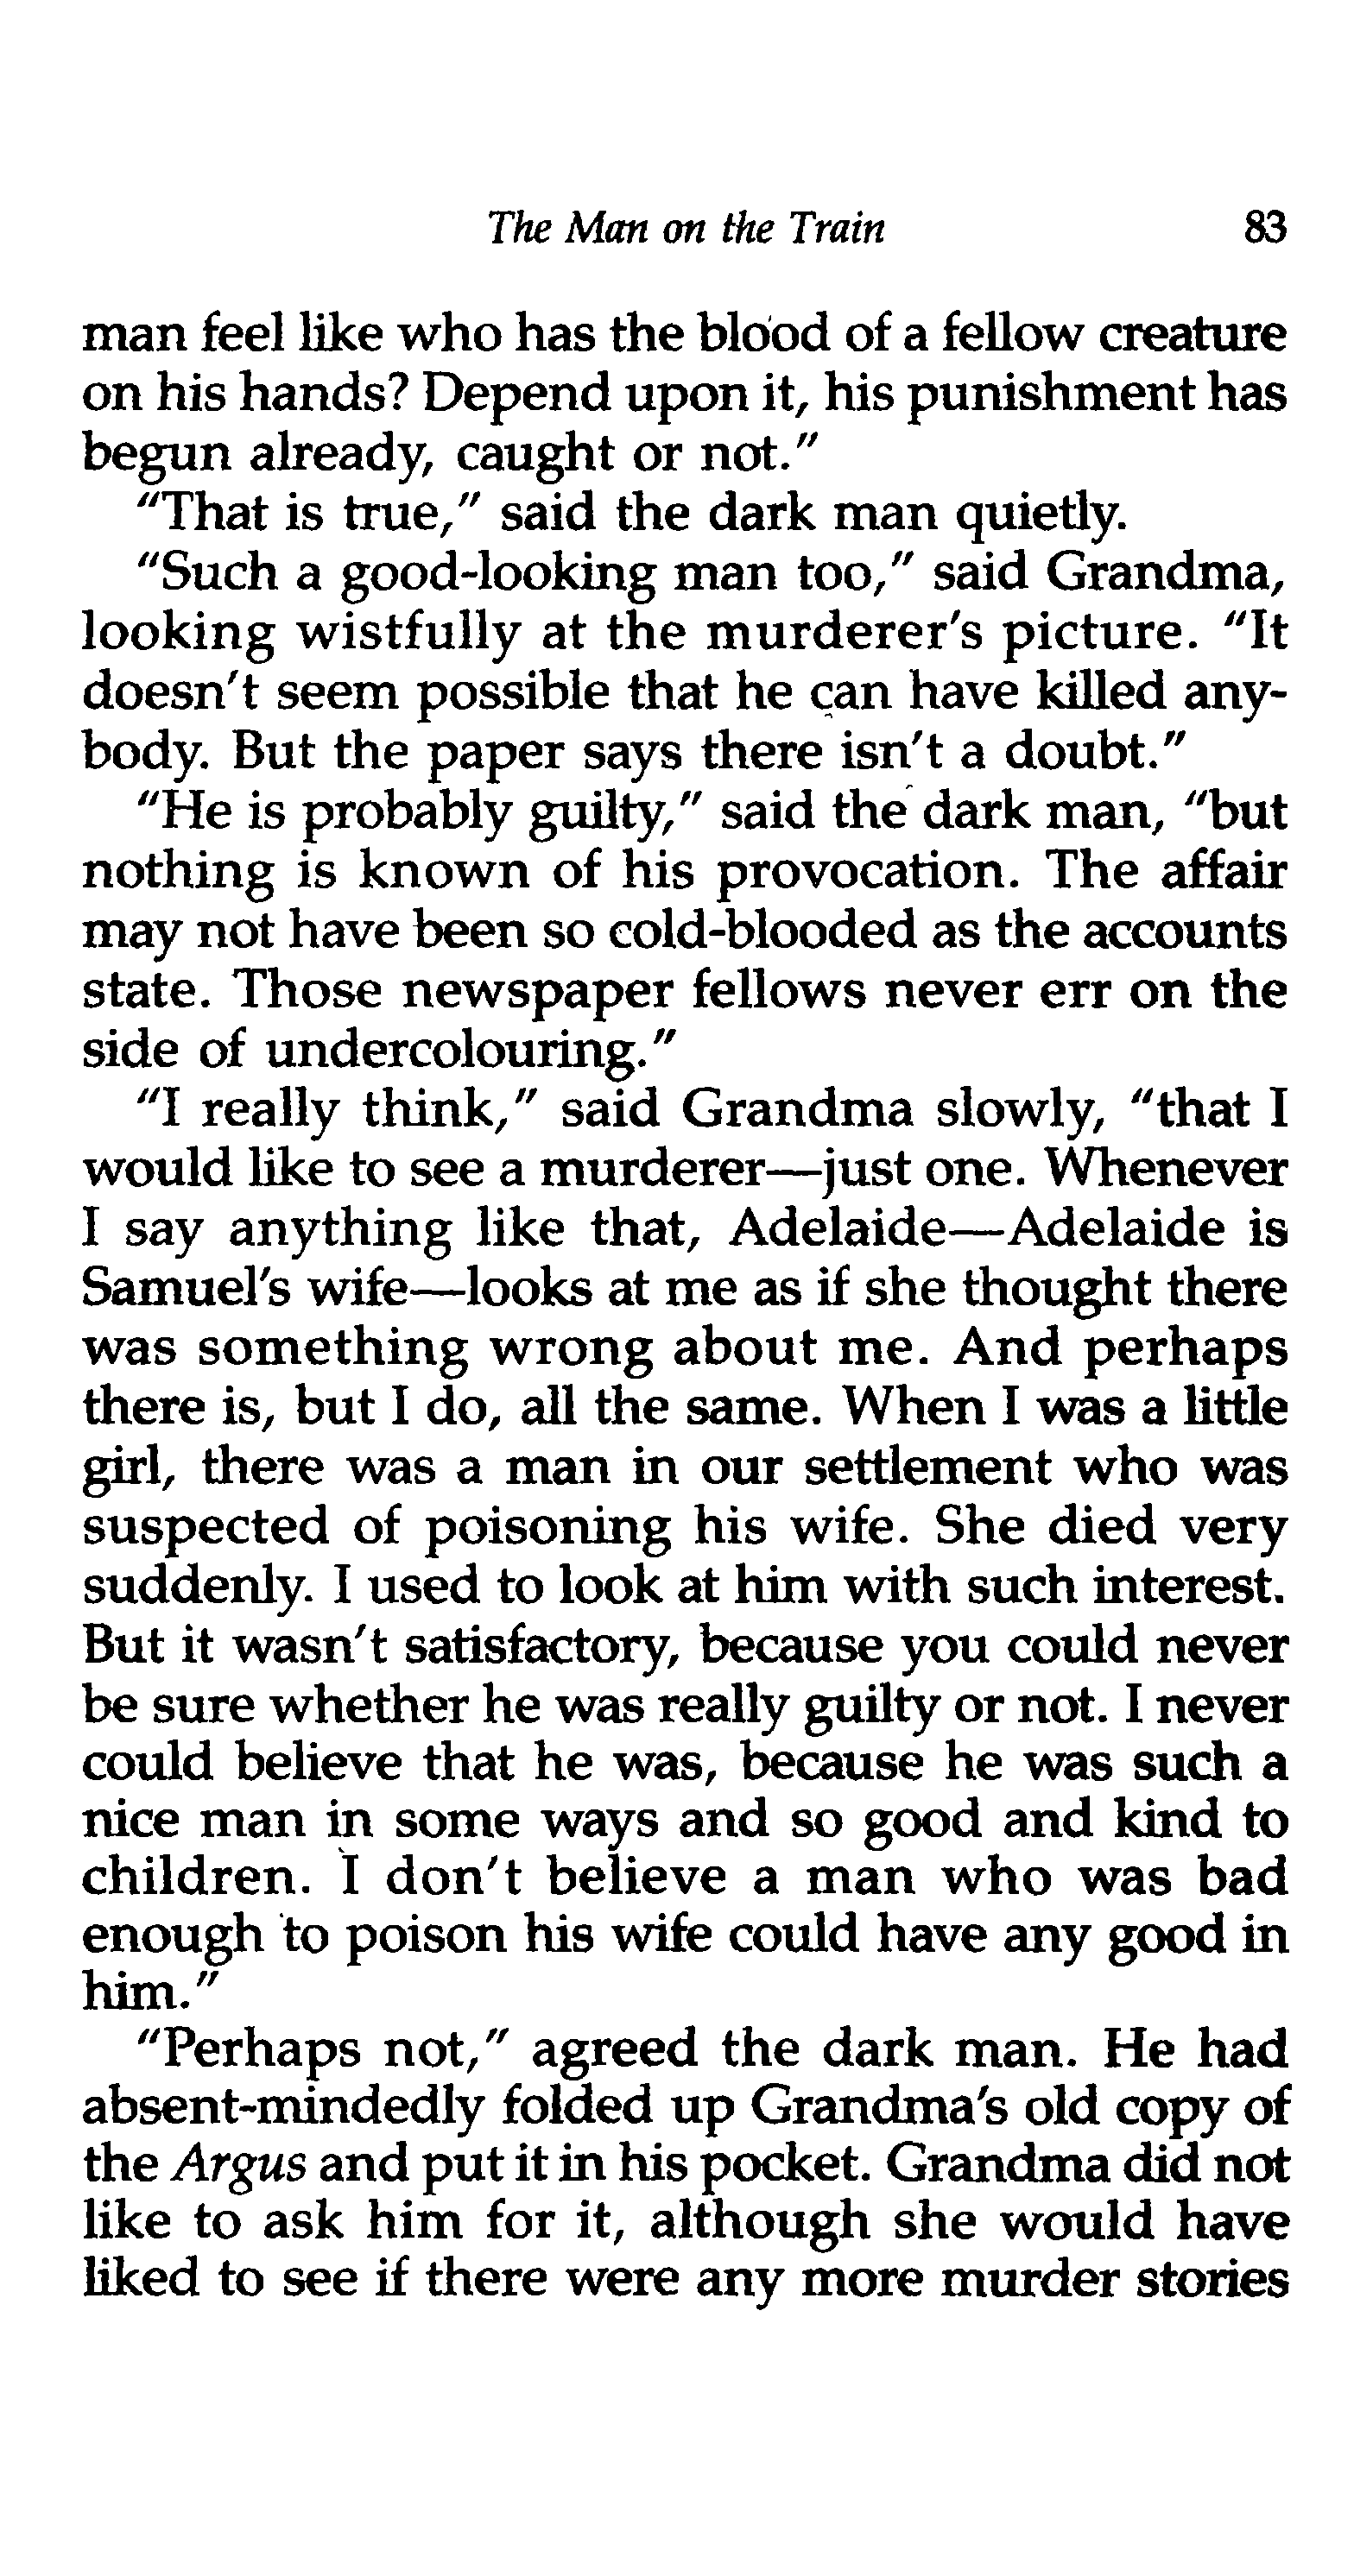 The Man on the Train 83
man feel like who has the blood of a fellow creature
on his hands? Depend upon it, his punishment has
begun already, caught or not."
"That is true," said the dark man quietly.
"Such a good-looking man too," said Grandma,
looking wistfully at the murderer's picture. "It
doesn't seem possible that he can have killed any-
body. But the paper says there isn't a doubt."
"He is probably guilty," said the dark man, "but
nothing is known of his provocation. The affair
may not have been so cold-blooded as the accounts
state. Those newspaper fellows never err on the
side of undercolouring."
"I really think," said Grandma slowly, "that I
would like to see a murderer—just one. Whenever
I say anything like that, Adelaide—Adelaide is
Samuel's wife—looks at me as if she thought there
was something wrong about me. And perhaps
there is, but I do, all the same. When I was a little
girl, there was a man in our settlement who was
suspected of poisoning his wife. She died very
suddenly. I used to look at him with such interest.
But it wasn't satisfactory, because you could never
be sure whether he was really guilty or not. I never
could believe that he was, because he was such a
nice man in some ways and so good and kind to
children. I don't believe a man who was bad
enough to poison his wife could have any good in
him."
"Perhaps not," agreed the dark man. He had
absent-mindedly folded up Grandma's old copy of
the Argus and put it in his pocket. Grandma did not
like to ask him for it, although she would have
liked to see if there were any more murder stories